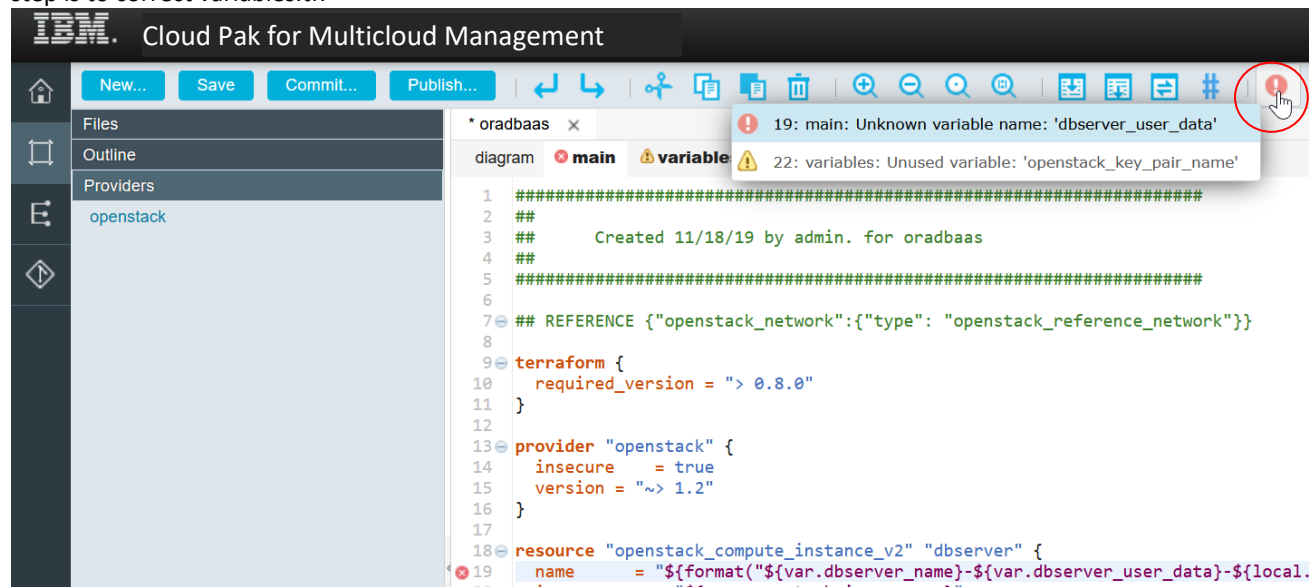 IBM. Cloud Pak for Multicloud Management
New... Save Commit... Publish...
Files
Outline
Providers
openstack
* oradbaas ×
diagram main variable
19: main: Unknown variable name: 'dbserver_user_data'
22: variables: Unused variable: 'openstack_key_pair_name'
1 #####################################################################
2 ##
3 ## Created 11/18/19 by admin. for oradbaas
4 ##
5 #####################################################################
6
7 ## REFERENCE {"openstack_network":{"type": "openstack_reference_network"}}
8
9 terraform {
10 required_version = "> 0.8.0"
11 }
12
13 provider "openstack" {
14 insecure = true
15 version = "~> 1.2"
16 }
17
18 resource "openstack_compute_instance_v2" "dbserver" {
19 name = "${format("${var.dbserver_name}-${var.dbserver_user_data}-${local.